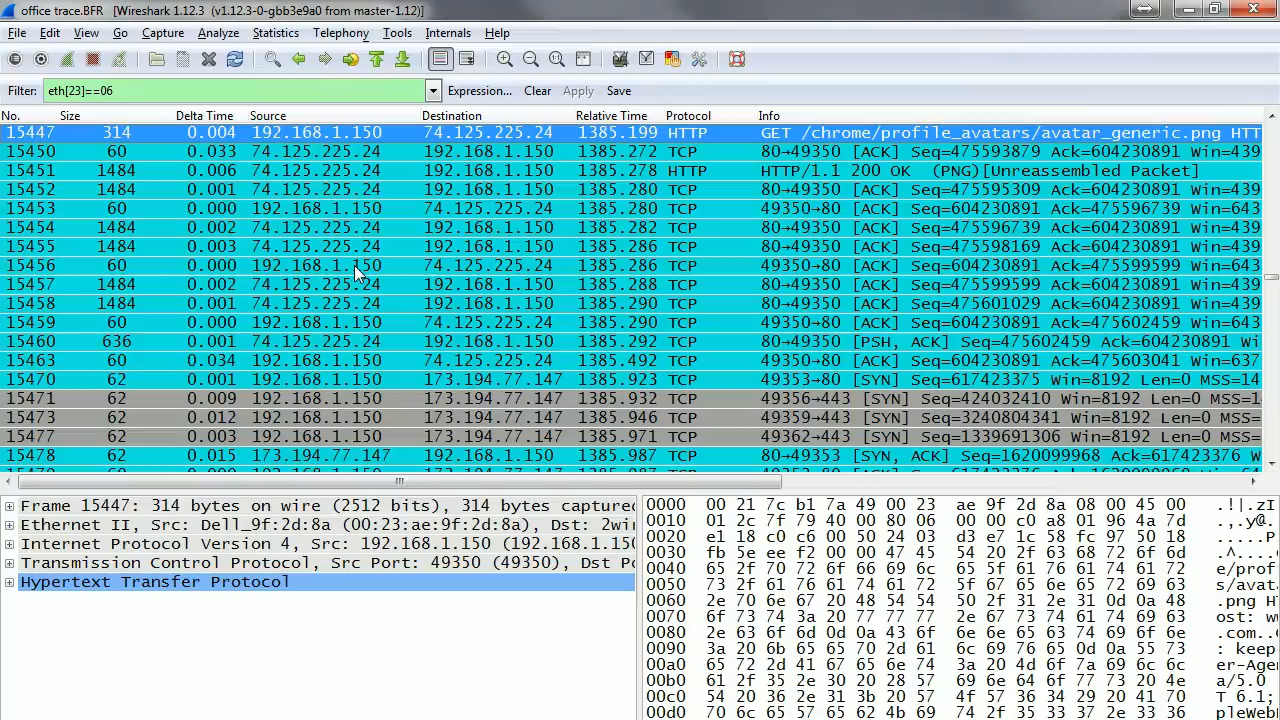 office trace.BFR [Wireshark 1.12.3 (v1.12.3-0-gbb3e9a0 from master-1.12)]
File Edit View Go Capture Analyze Statistics Telephony Tools Internals Help
Filter: eth[23]==06 Expression... Clear Apply Save
No. Size Delta Time Source Destination Relative Time Protocol Info
15447 314 0.004 192.168.1.150 74.125.225.24 1385.199 HTTP GET /chrome/profile_avatars/avatar_generic.png HTT
15450 60 0.033 74.125.225.24 192.168.1.150 1385.272 TCP 80→49350 [ACK] Seq=475593879 Ack=604230891 Win=439
15451 1484 0.006 74.125.225.24 192.168.1.150 1385.278 HTTP HTTP/1.1 200 OK (PNG)[Unreassembled Packet]
15452 1484 0.001 74.125.225.24 192.168.1.150 1385.280 TCP 80→49350 [ACK] Seq=475595309 Ack=604230891 Win=439
15453 60 0.000 192.168.1.150 74.125.225.24 1385.280 TCP 49350→80 [ACK] Seq=604230891 Ack=475596739 Win=643
15454 1484 0.002 74.125.225.24 192.168.1.150 1385.282 TCP 80→49350 [ACK] Seq=475596739 Ack=604230891 Win=439
15455 1484 0.003 74.125.225.24 192.168.1.150 1385.286 TCP 80→49350 [ACK] Seq=475598169 Ack=604230891 Win=439
15456 60 0.000 192.168.1.150 74.125.225.24 1385.286 TCP 49350→80 [ACK] Seq=604230891 Ack=475599599 Win=643
15457 1484 0.002 74.125.225.24 192.168.1.150 1385.288 TCP 80→49350 [ACK] Seq=475599599 Ack=604230891 Win=439
15458 1484 0.001 74.125.225.24 192.168.1.150 1385.290 TCP 80→49350 [ACK] Seq=475601029 Ack=604230891 Win=439
15459 60 0.000 192.168.1.150 74.125.225.24 1385.290 TCP 49350→80 [ACK] Seq=604230891 Ack=475602459 Win=643
15460 636 0.001 74.125.225.24 192.168.1.150 1385.292 TCP 80→49350 [PSH, ACK] Seq=475602459 Ack=604230891 Wi
15463 60 0.034 192.168.1.150 74.125.225.24 1385.492 TCP 49350→80 [ACK] Seq=604230891 Ack=475603041 Win=637
15470 62 0.001 192.168.1.150 173.194.77.147 1385.923 TCP 49353→80 [SYN] Seq=617423375 Win=8192 Len=0 MSS=14
15471 62 0.009 192.168.1.150 173.194.77.147 1385.932 TCP 49356→443 [SYN] Seq=424032410 Win=8192 Len=0 MSS=1
15473 62 0.012 192.168.1.150 173.194.77.147 1385.946 TCP 49359→443 [SYN] Seq=3240804341 Win=8192 Len=0 MSS=
15477 62 0.003 192.168.1.150 173.194.77.147 1385.971 TCP 49362→443 [SYN] Seq=1339691306 Win=8192 Len=0 MSS=
15478 62 0.015 173.194.77.147 192.168.1.150 1385.987 TCP 80→49353 [SYN, ACK] Seq=1620099968 Ack=617423376 W
Frame 15447: 314 bytes on wire (2512 bits), 314 bytes captured
Ethernet II, Src: Dell_9f:2d:8a (00:23:ae:9f:2d:8a), Dst: 2wir
Internet Protocol Version 4, Src: 192.168.1.150 (192.168.1.150
Transmission Control Protocol, Src Port: 49350 (49350), Dst Po
Hypertext Transfer Protocol
0000 00 21 7c b1 7a 49 00 23 ae 9f 2d 8a 08 00 45 00 .!|.zI
0010 01 2c 7f 79 40 00 80 06 00 00 c0 a8 01 96 4a 7d .,.y@.
0020 e1 18 c0 c6 00 50 24 03 d3 e7 1c 58 fc 97 50 18 .....P
0030 fb 5e ee f2 00 00 47 45 54 20 2f 63 68 72 6f 6d .^....
0040 65 2f 70 72 6f 66 69 6c 65 5f 61 76 61 74 61 72 e/prof
0050 73 2f 61 76 61 74 61 72 5f 67 65 6e 65 72 69 63 s/avat
0060 2e 70 6e 67 20 48 54 54 50 2f 31 2e 31 0d 0a 48 .png H
0070 6f 73 74 3a 20 77 77 77 2e 67 73 74 61 74 69 63 ost: w
0080 2e 63 6f 6d 0d 0a 43 6f 6e 6e 65 63 74 69 6f 6e .com..
0090 3a 20 6b 65 65 70 2d 61 6c 69 76 65 0d 0a 55 73 : keep
00a0 65 72 2d 41 67 65 6e 74 3a 20 4d 6f 7a 69 6c 6c er-Age
00b0 61 2f 35 2e 30 20 28 57 69 6e 64 6f 77 73 20 4e a/5.0
00c0 54 20 36 2e 31 3b 20 57 4f 57 36 34 29 20 41 70 T 6.1;
00d0 70 6c 65 57 65 62 4b 69 74 2f 35 33 37 2e 33 36 pleWeb